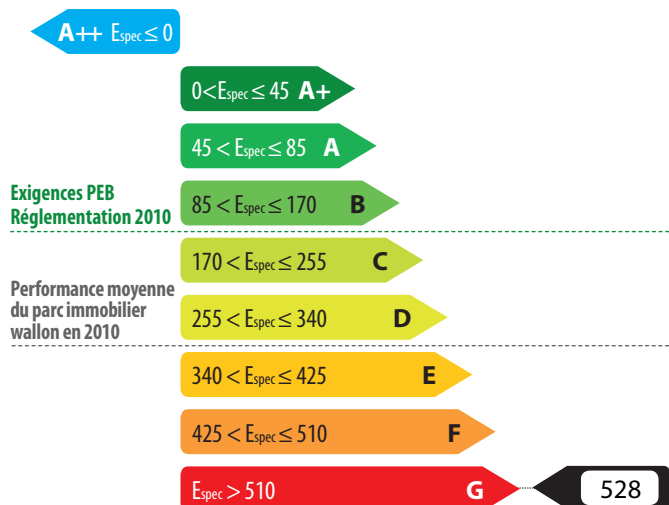 A++ Espec ≤ 0
0<Espec ≤ 45 A+
45 < Espec ≤ 85 A
Exigences PEB
Réglementation 2010
85 < Espec ≤ 170 B
170 < Espec ≤ 255 C
Performance moyenne
du parc immobilier
wallon en 2010
255 < Espec ≤ 340 D
340 < Espec ≤ 425 E
425 < Espec ≤ 510 F
Espec > 510 G 528